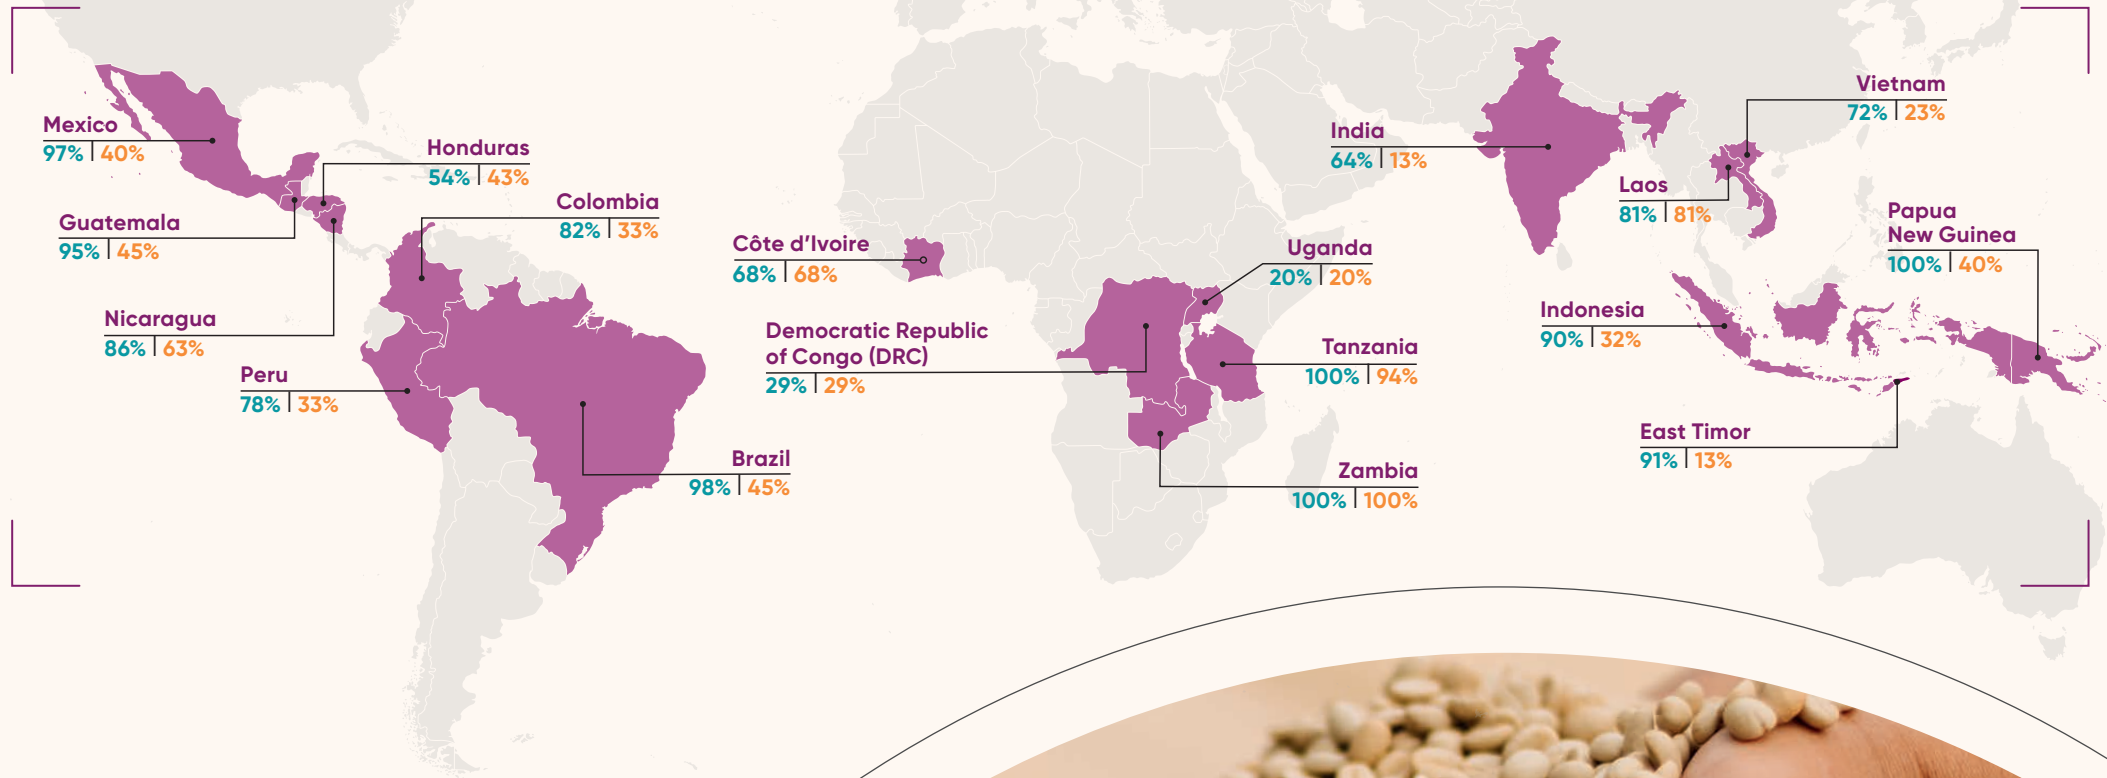 Mexico
97% | 40%
Honduras
54% | 43%
Guatemala
95% | 45%
Colombia
82% | 33%
Nicaragua
86% | 63%
Peru
78% | 33%
Brazil
98% | 45%
Côte d'Ivoire
68% | 68%
Democratic Republic
of Congo (DRC)
29% | 29%
Uganda
20% | 20%
Tanzania
100% | 94%
Zambia
100% | 100%
India
64% | 13%
Vietnam
72% | 23%
Laos
81% | 81%
Papua
New Guinea
100% | 40%
Indonesia
90% | 32%
East Timor
91% | 13%